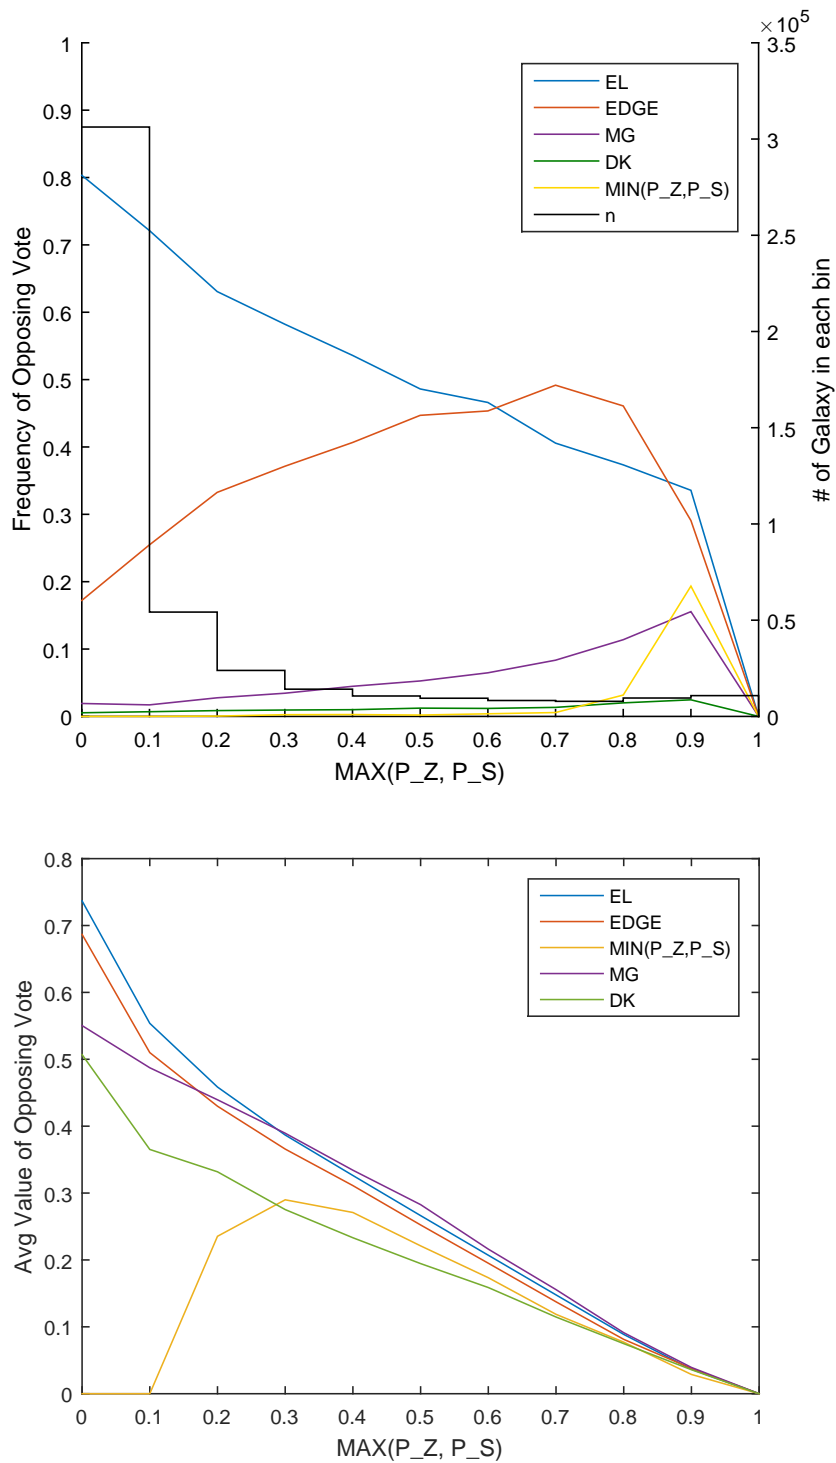 ×10^5
1
0.9
0.8
0.7
0.6
0.5
0.4
0.3
0.2
0.1
0
Frequency of Opposing Vote
3.5
3
2.5
2
1.5
1
0.5
0
# of Galaxy in each bin
EL
EDGE
MG
DK
MIN(P_Z,P_S)
n
0 0.1 0.2 0.3 0.4 0.5 0.6 0.7 0.8 0.9 1
MAX(P_Z, P_S)
0.8
0.7
0.6
0.5
0.4
0.3
0.2
0.1
0
Avg Value of Opposing Vote
EL
EDGE
MIN(P_Z,P_S)
MG
DK
0 0.1 0.2 0.3 0.4 0.5 0.6 0.7 0.8 0.9 1
MAX(P_Z, P_S)